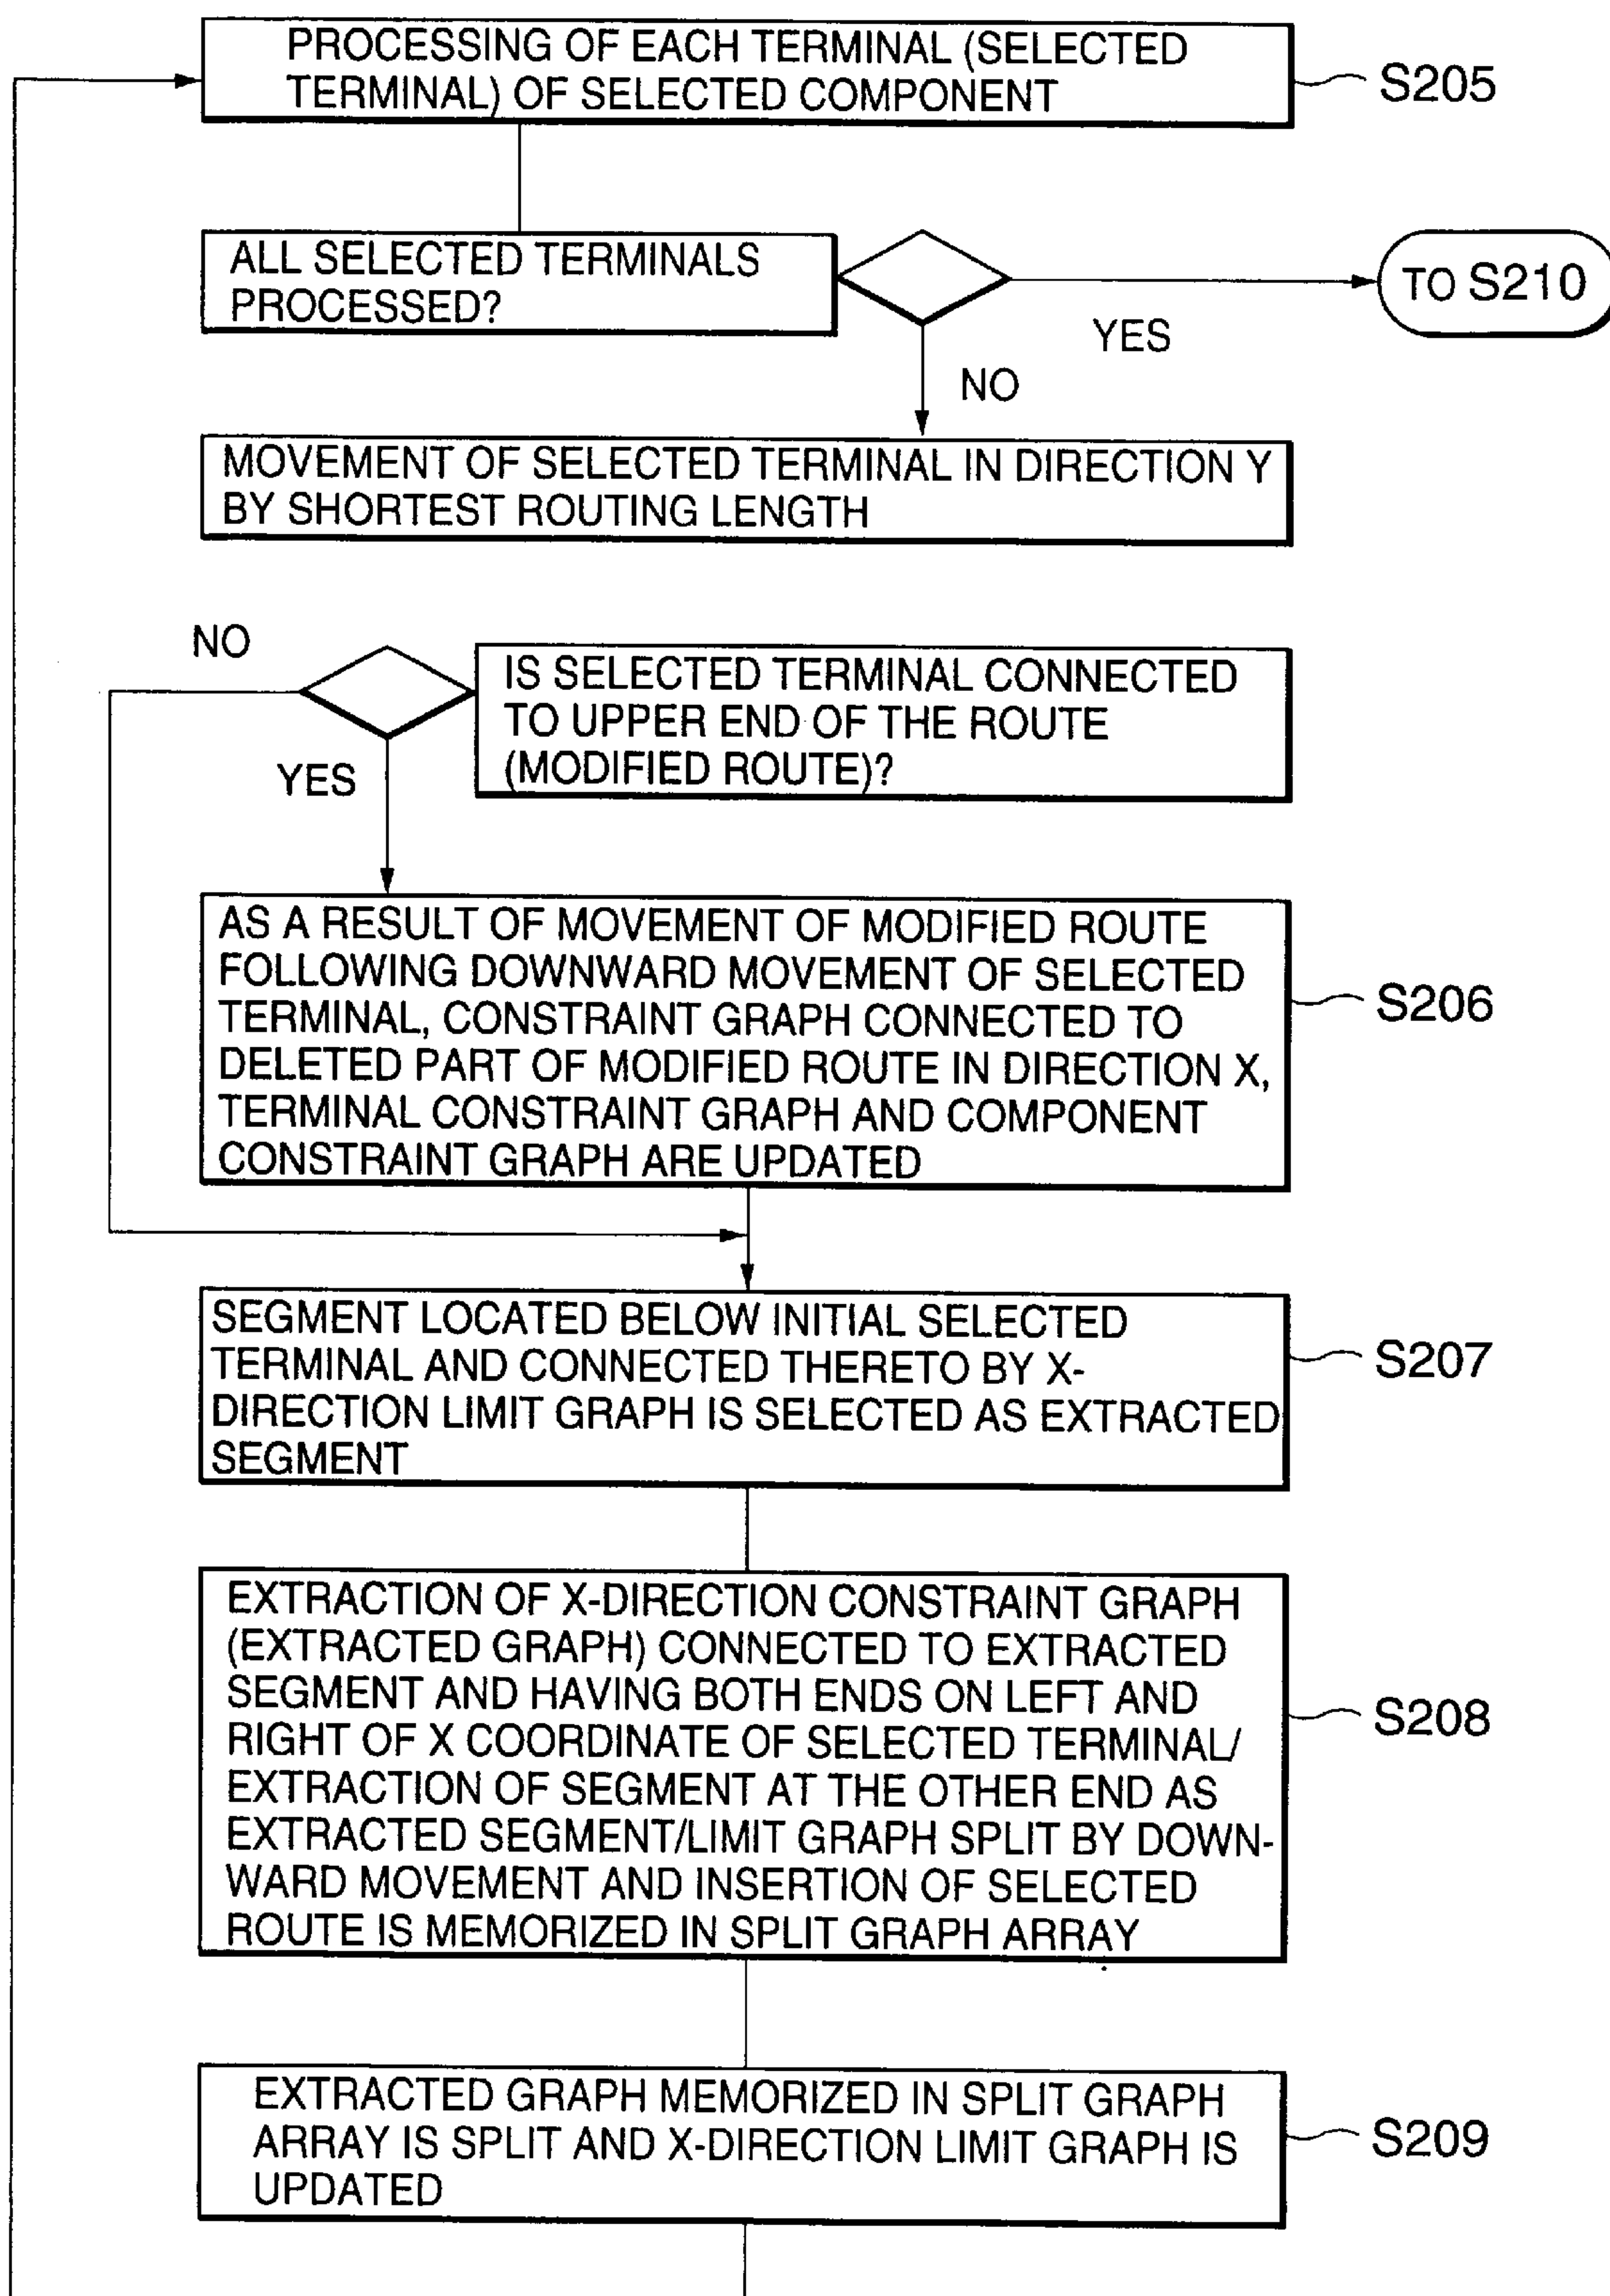 PROCESSING OF EACH TERMINAL (SELECTED
TERMINAL) OF SELECTED COMPONENT
S205
ALL SELECTED TERMINALS
PROCESSED?
TO S210
YES
NO
MOVEMENT OF SELECTED TERMINAL IN DIRECTION Y
BY SHORTEST ROUTING LENGTH
NO
IS SELECTED TERMINAL CONNECTED
TO UPPER END OF THE ROUTE
(MODIFIED ROUTE)?
YES
AS A RESULT OF MOVEMENT OF MODIFIED ROUTE
FOLLOWING DOWNWARD MOVEMENT OF SELECTED
TERMINAL, CONSTRAINT GRAPH CONNECTED TO
DELETED PART OF MODIFIED ROUTE IN DIRECTION X,
TERMINAL CONSTRAINT GRAPH AND COMPONENT
CONSTRAINT GRAPH ARE UPDATED
S206
SEGMENT LOCATED BELOW INITIAL SELECTED
TERMINAL AND CONNECTED THERETO BY X-
DIRECTION LIMIT GRAPH IS SELECTED AS EXTRACTED
SEGMENT
S207
EXTRACTION OF X-DIRECTION CONSTRAINT GRAPH
(EXTRACTED GRAPH) CONNECTED TO EXTRACTED
SEGMENT AND HAVING BOTH ENDS ON LEFT AND
RIGHT OF X COORDINATE OF SELECTED TERMINAL/
EXTRACTION OF SEGMENT AT THE OTHER END AS
EXTRACTED SEGMENT/LIMIT GRAPH SPLIT BY DOWN-
WARD MOVEMENT AND INSERTION OF SELECTED
ROUTE IS MEMORIZED IN SPLIT GRAPH ARRAY
S208
EXTRACTED GRAPH MEMORIZED IN SPLIT GRAPH
ARRAY IS SPLIT AND X-DIRECTION LIMIT GRAPH IS
UPDATED
S209